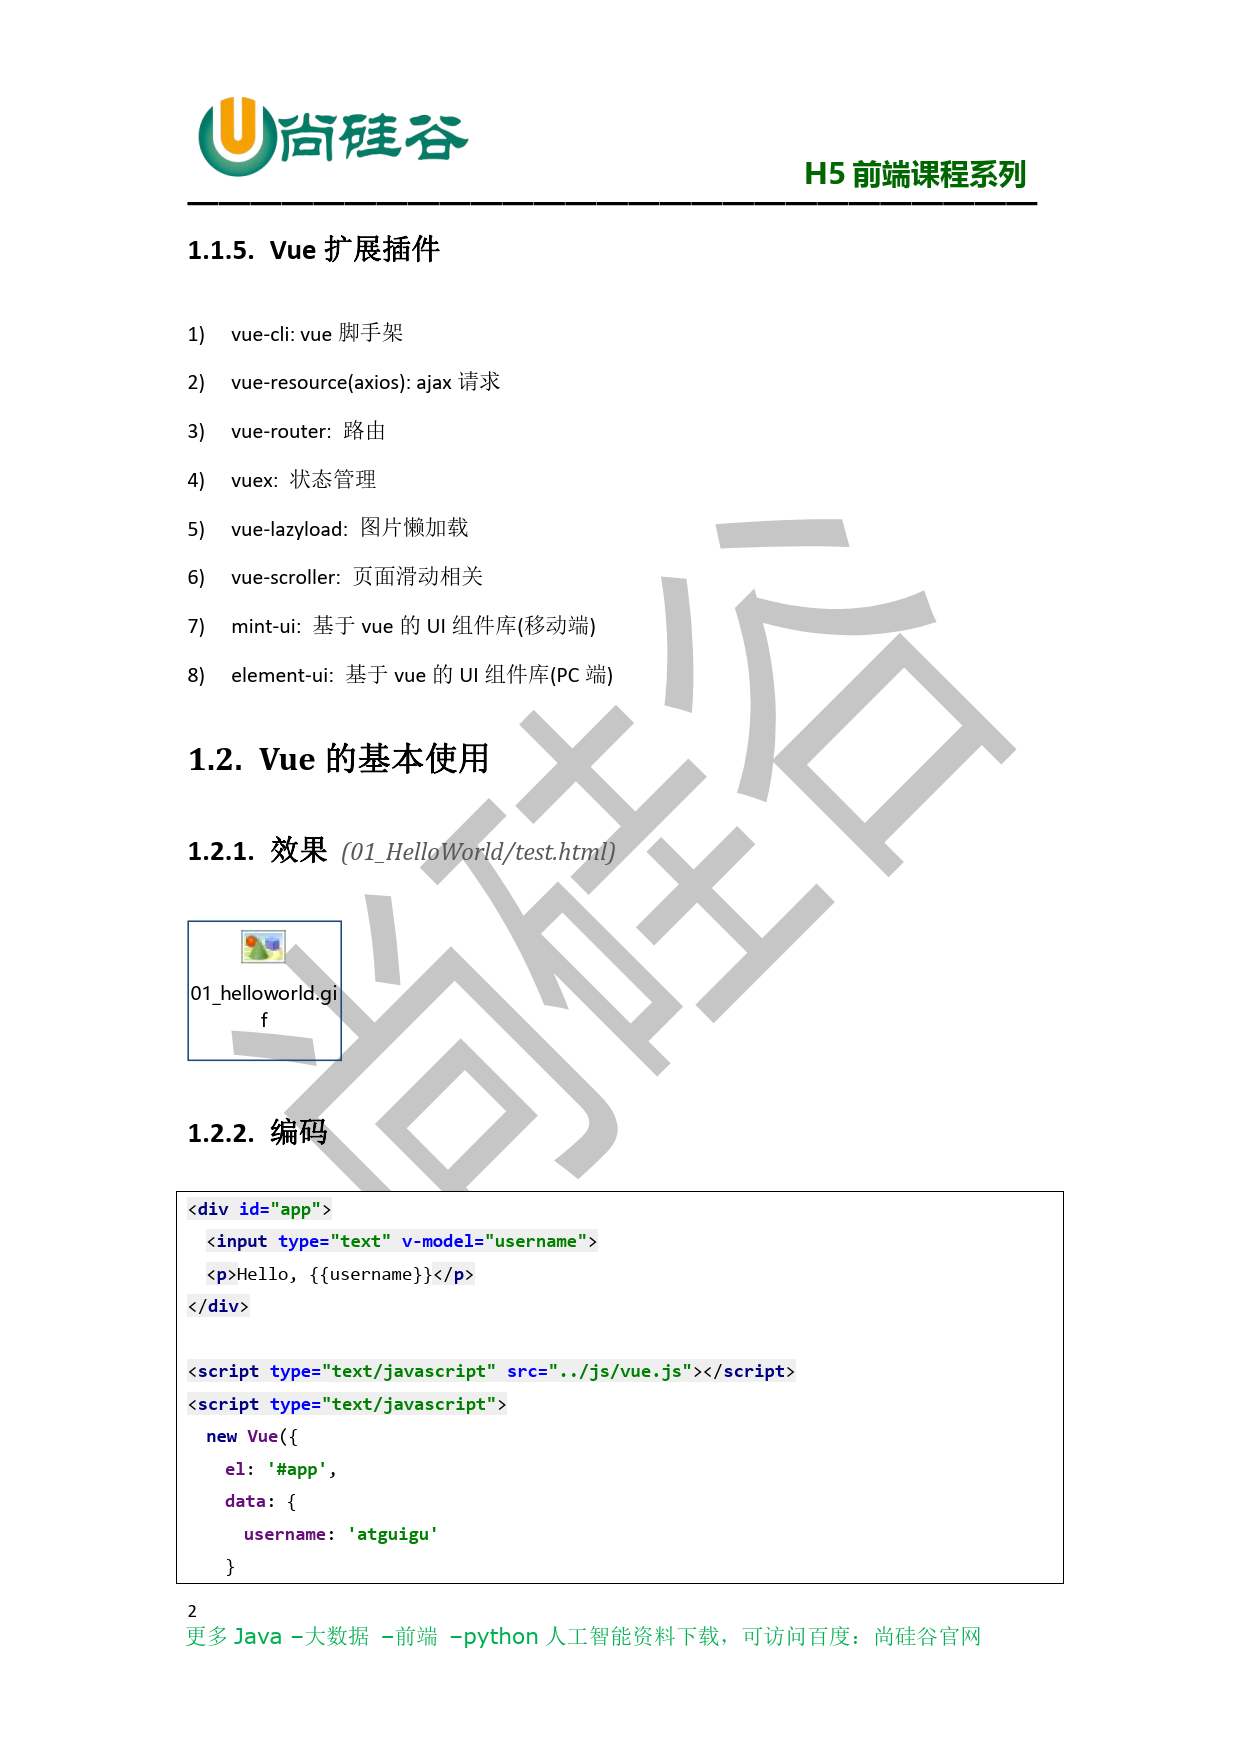 尚硅谷
H5 前端课程系列
1.1.5. Vue 扩展插件
1) vue-cli: vue 脚手架
2) vue-resource(axios): ajax 请求
3) vue-router: 路由
4) vuex: 状态管理
5) vue-lazyload: 图片懒加载
6) vue-scroller: 页面滑动相关
7) mint-ui: 基于 vue 的 UI 组件库(移动端)
8) element-ui: 基于 vue 的 UI 组件库(PC 端)
1.2. Vue 的基本使用
1.2.1. 效果 (01_HelloWorld/test.html)
01_helloworld.gi
f
1.2.2. 编码
<div id="app">
  <input type="text" v-model="username">
  <p>Hello, {{username}}</p>
</div>
<script type="text/javascript" src="../js/vue.js"></script>
<script type="text/javascript">
  new Vue({
    el: '#app',
    data: {
      username: 'atguigu'
    }
2
更多 Java –大数据 –前端 –python 人工智能资料下载，可访问百度：尚硅谷官网
尚硅谷